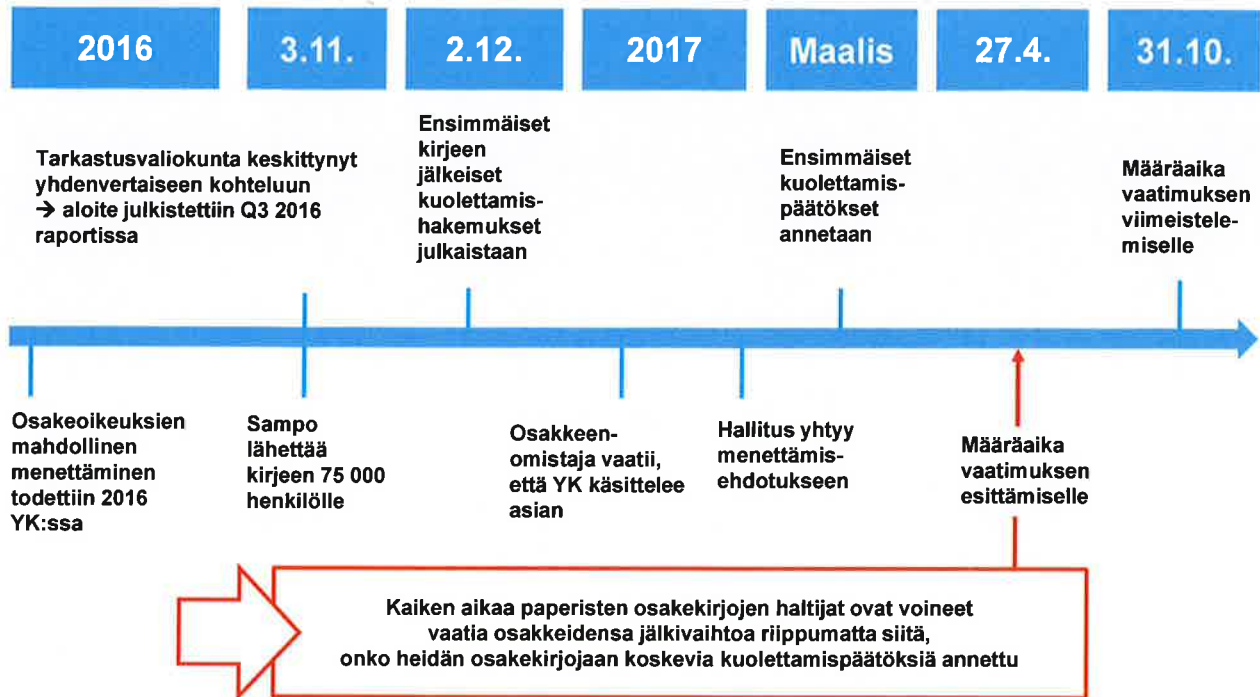 2016
3.11.
2.12.
2017
Maalis
27.4.
31.10.
Tarkastusvaliokunta keskittynyt
yhdenvertaiseen kohteluun
→ aloite julkistettiin Q3 2016
raportissa
Ensimmäiset
kirjeen
jälkeiset
kuolettamis-
hakemukset
julkaistaan
Ensimmäiset
kuolettamis-
päätökset
annetaan
Määräaika
vaatimuksen
viimeistele-
miselle
Osakeoikeuksien
mahdollinen
menettäminen
todettiin 2016
YK:ssa
Sampo
lähettää
kirjeen 75 000
henkilölle
Osakkeen-
omistaja vaatii,
että YK käsittelee
asian
Hallitus yhtyy
menettämis-
ehdotukseen
Määräaika
vaatimuksen
esittämiselle
Kaiken aikaa paperisten osakekirjojen haltijat ovat voineet
vaatia osakkeidensa jälkivaihtoa riippumatta siitä,
onko heidän osakekirjojaan koskevia kuolettamispäätöksiä annettu